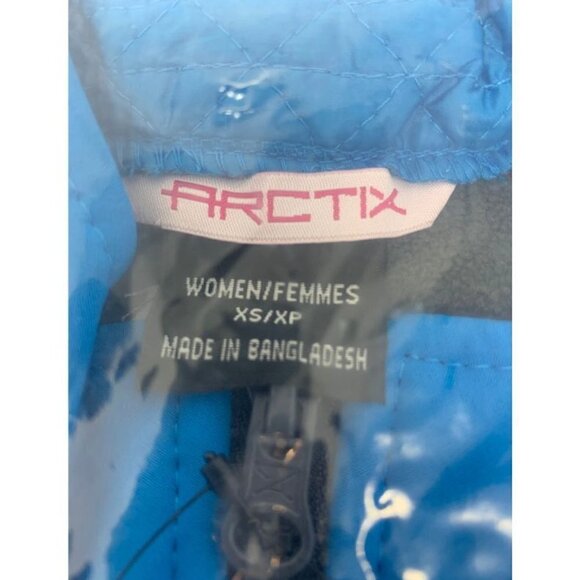 ARCTIX
WOMEN/FEMMES
XS/XP
MADE IN BANGLADESH